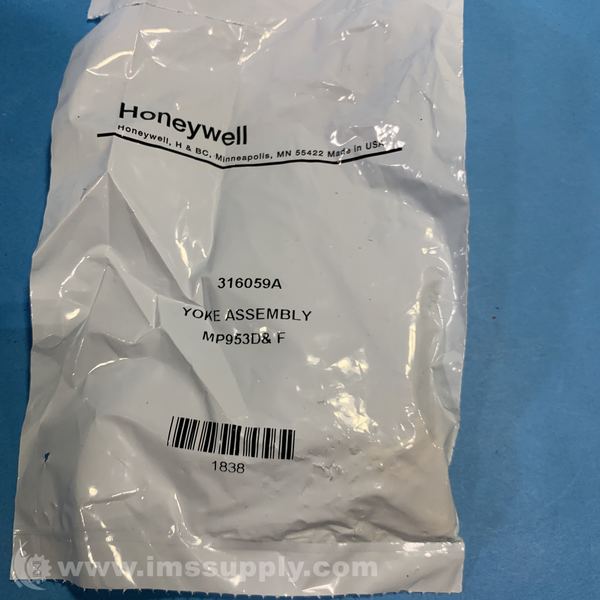 Honeywell
Honeywell, H & BC, Minneapolis, MN 55422 Made in USA
316059A
YOKE ASSEMBLY
MP953D& F
1838
www.imssupply.com